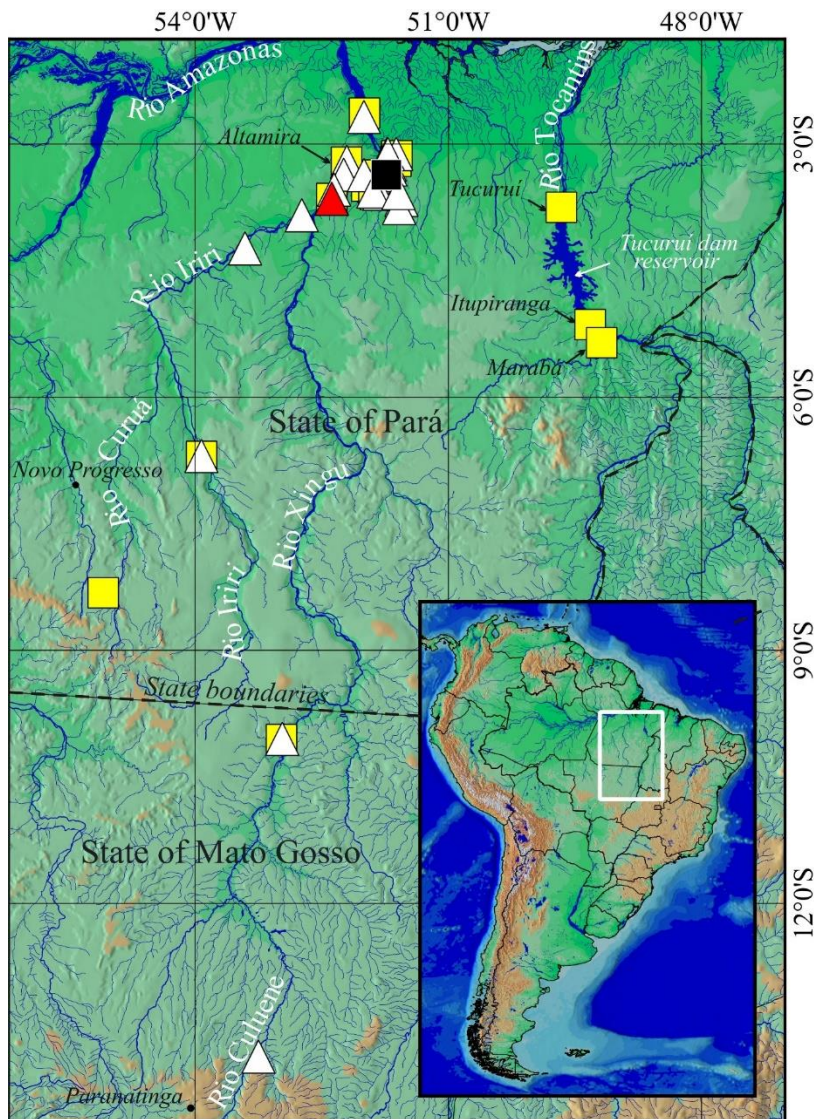 54°0'W
51°0'W
48°0'W
Rio Amazonas
Rio Tocantins
3°0'S
Altamira
Tucuruí
Tucuruí dam
reservoir
Rio Iriri
Itupiranga
Marabá
6°0'S
State of Pará
Rio Curuá
Novo Progresso
Rio Xingu
Rio Iriri
9°0'S
State boundaries
State of Mato Gosso
12°0'S
Rio Culuene
Paranatinga